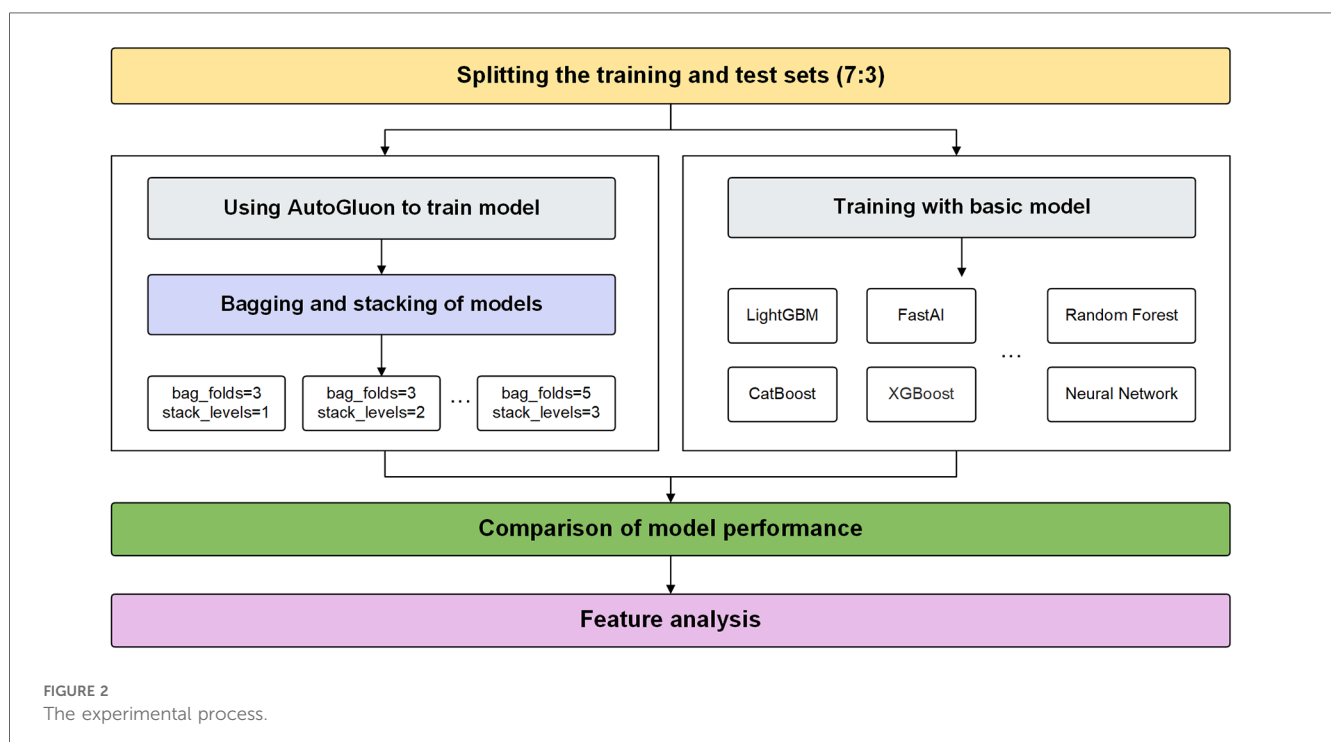 Splitting the training and test sets (7:3)
Using AutoGluon to train model
Bagging and stacking of models
bag_folds=3
stack_levels=1
bag_folds=3
stack_levels=2
...
bag_folds=5
stack_levels=3
Training with basic model
LightGBM
FastAI
Random Forest
...
CatBoost
XGBoost
Neural Network
Comparison of model performance
Feature analysis
FIGURE 2
The experimental process.